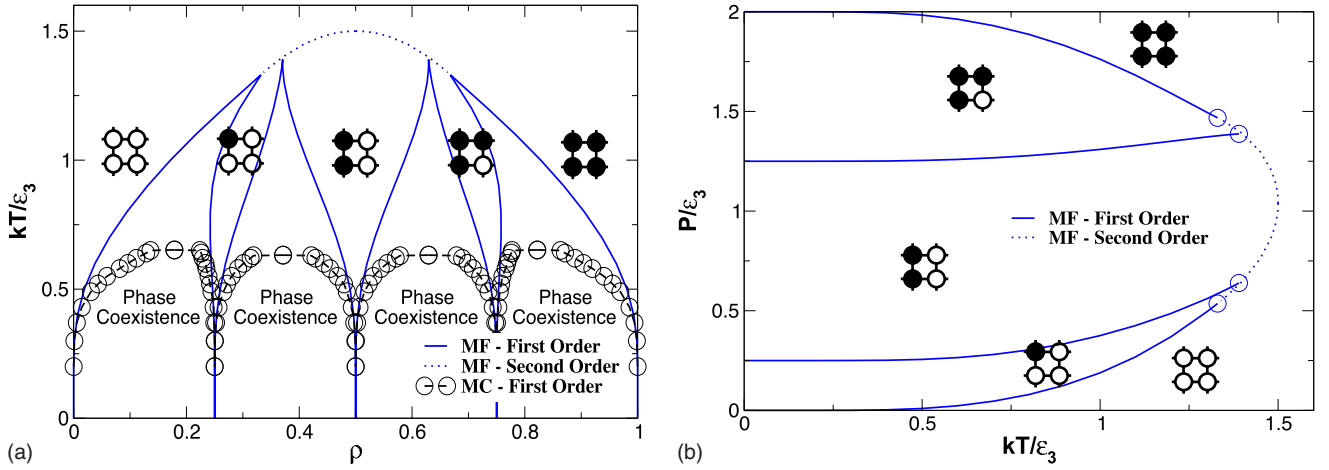 1.5
1
0.5
0
kT/ε₃
Phase
Coexistence
Phase
Coexistence
Phase
Coexistence
Phase
Coexistence
MF - First Order
MF - Second Order
MC - First Order
0 0.2 0.4 0.6 0.8 1
ρ
(a)
2
1.5
1
0.5
0
P/ε₃
MF - First Order
MF - Second Order
0.5 1 1.5
kT/ε₃
(b)